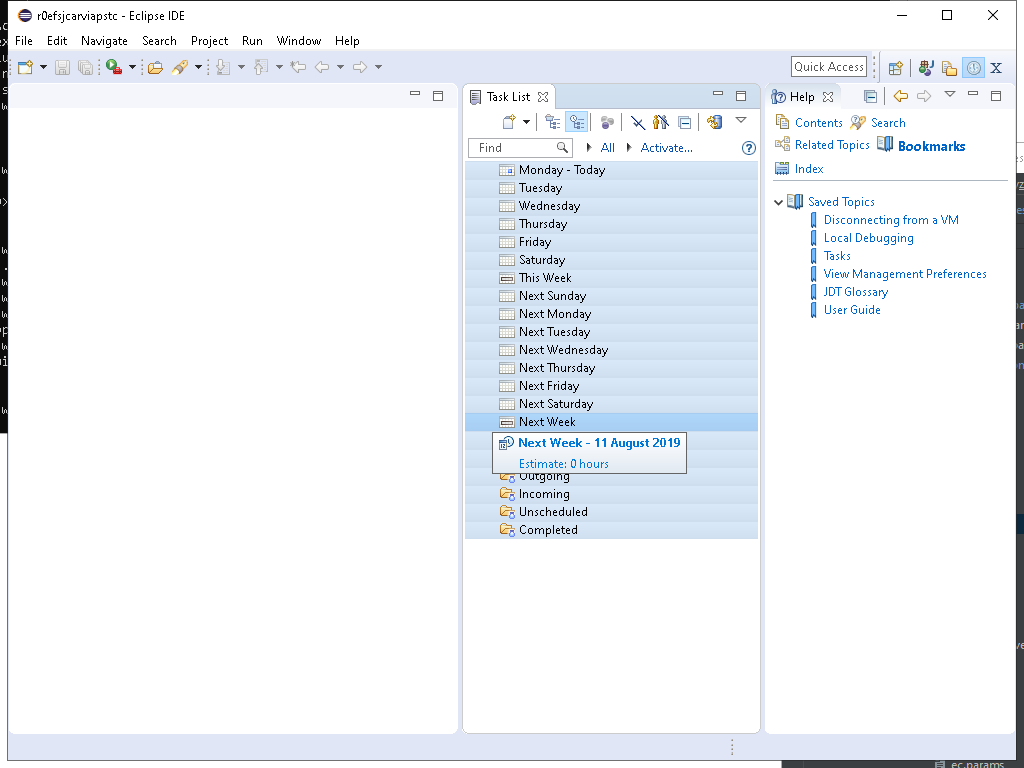 r0efsjcarviapstc - Eclipse IDE
File Edit Navigate Search Project Run Window Help
Quick Access
Task List
Help
Find
All
Activate...
Contents
Search
Related Topics
Bookmarks
Index
Monday - Today
Tuesday
Wednesday
Thursday
Friday
Saturday
This Week
Next Sunday
Next Monday
Next Tuesday
Next Wednesday
Next Thursday
Next Friday
Next Saturday
Next Week
Next Week - 11 August 2019
Estimate: 0 hours
Outgoing
Incoming
Unscheduled
Completed
Saved Topics
Disconnecting from a VM
Local Debugging
Tasks
View Management Preferences
JDT Glossary
User Guide
ec.params